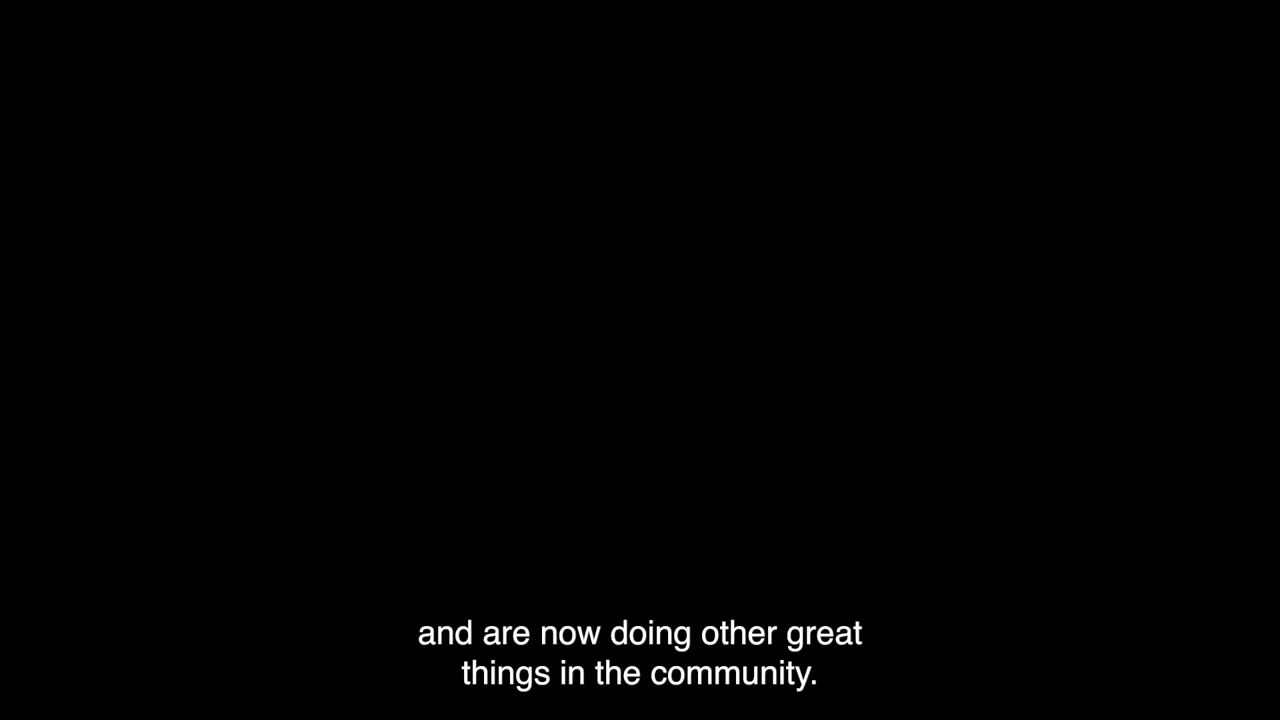 and are now doing other great
things in the community.